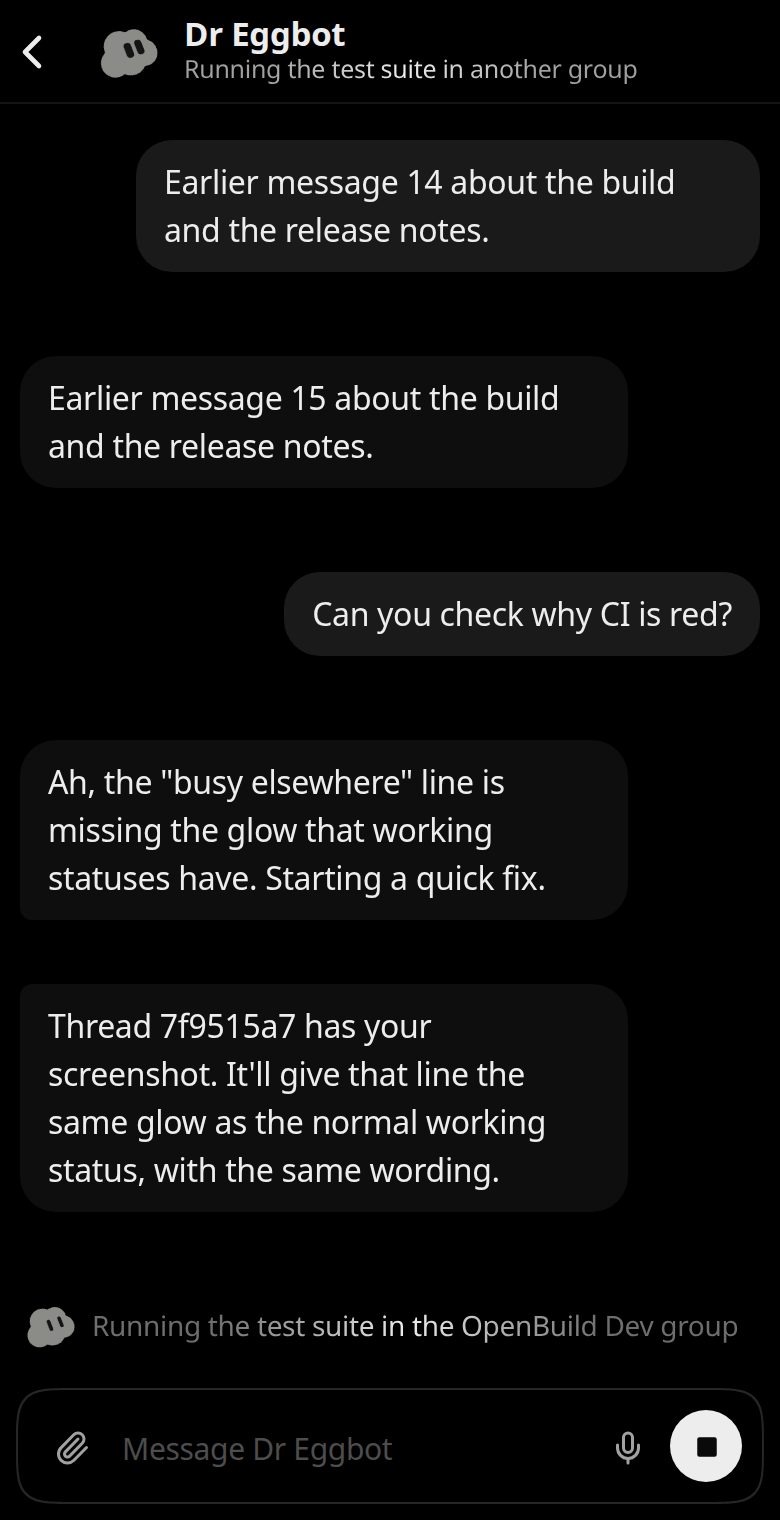 Dr Eggbot
Running the test suite in another group
Earlier message 14 about the build
and the release notes.
Earlier message 15 about the build
and the release notes.
Can you check why CI is red?
Ah, the "busy elsewhere" line is
missing the glow that working
statuses have. Starting a quick fix.
Thread 7f9515a7 has your
screenshot. It'll give that line the
same glow as the normal working
status, with the same wording.
Running the test suite in the OpenBuild Dev group
Message Dr Eggbot